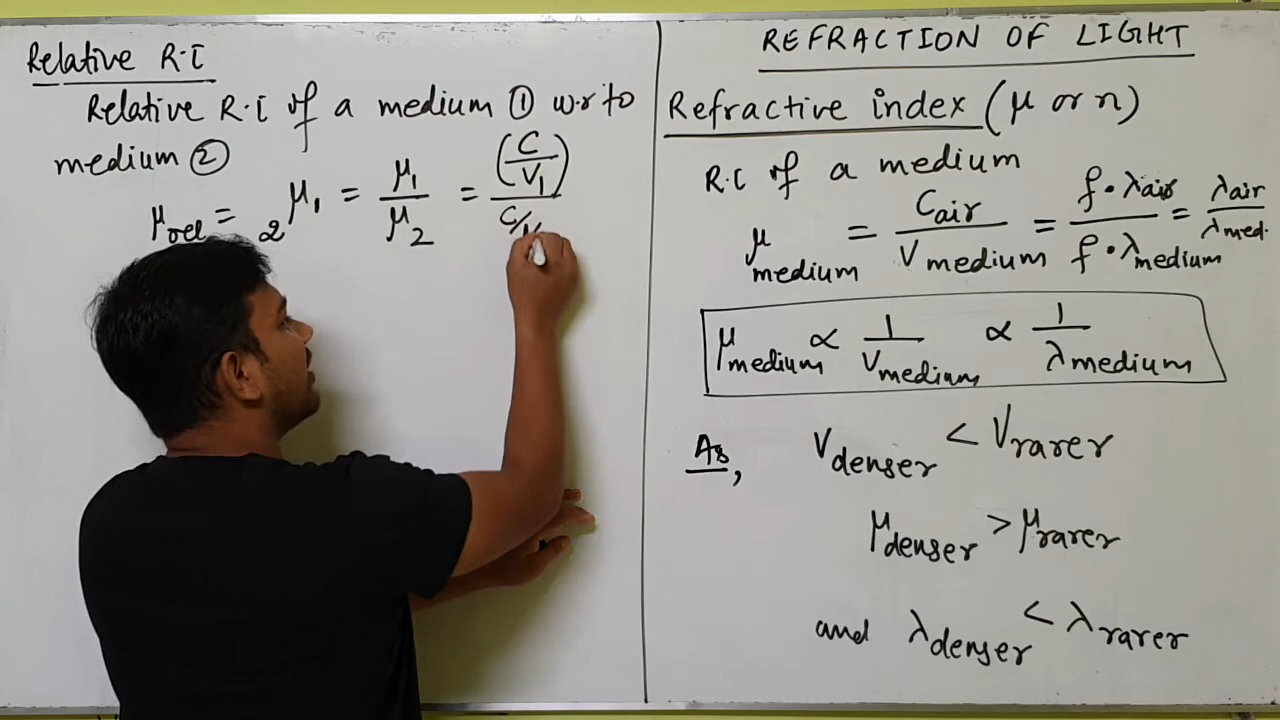 Relative R.I
Relative R.I of a medium ① w.r to
medium ②
μrel = ₂μ₁ = μ₁/μ₂ = (C/V₁)/(C/V
REFRACTION OF LIGHT
Refractive index (μ or n)
R.I of a medium
μmedium = Cair/Vmedium = f·λair/f·λmedium = λair/λmed.
μmedium ∝ 1/Vmedium ∝ 1/λmedium
As, Vdenser < Vrarer
μdenser > μrarer
and λdenser < λrarer